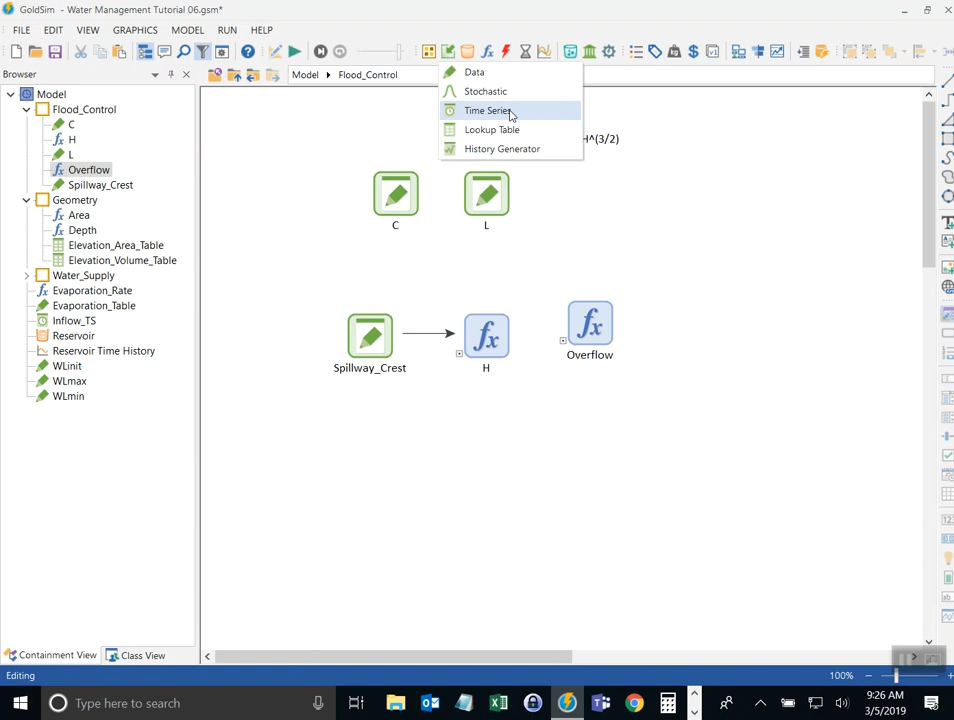 GoldSim - Water Management Tutorial 06.gsm*
FILE EDIT VIEW GRAPHICS MODEL RUN HELP
Browser
Model Flood_Control
Data
Stochastic
Time Series
Lookup Table
History Generator
H^(3/2)
Model
Flood_Control
C
H
L
Overflow
Spillway_Crest
Geometry
Area
Depth
Elevation_Area_Table
Elevation_Volume_Table
Water_Supply
Evaporation_Rate
Evaporation_Table
Inflow_TS
Reservoir
Reservoir Time History
WLinit
WLmax
WLmin
C L
Spillway_Crest H Overflow
Containment View Class View
Editing 100%
Type here to search
9:26 AM
3/5/2019